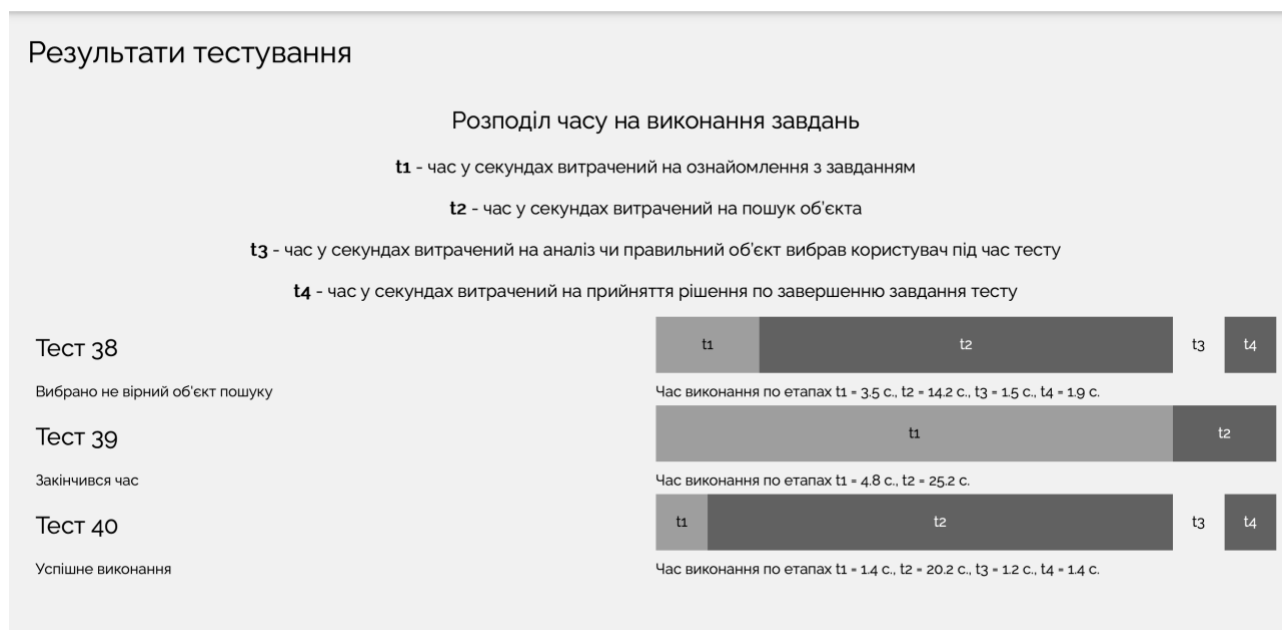 Результати тестування
Розподіл часу на виконання завдань
t1 - час у секундах витрачений на ознайомлення з завданням
t2 - час у секундах витрачений на пошук об'єкта
t3 - час у секундах витрачений на аналіз чи правильний об'єкт вибрав користувач під час тесту
t4 - час у секундах витрачений на прийняття рішення по завершенню завдання тесту
Тест 38
t1 t2 t3 t4
Вибрано не вірний об'єкт пошуку
Час виконання по етапах t1 = 3.5 с., t2 = 14.2 с., t3 = 1.5 с., t4 = 1.9 с.
Тест 39
t1 t2
Закінчився час
Час виконання по етапах t1 = 4.8 с., t2 = 25.2 с.
Тест 40
t1 t2 t3 t4
Успішне виконання
Час виконання по етапах t1 = 1.4 с., t2 = 20.2 с., t3 = 1.2 с., t4 = 1.4 с.